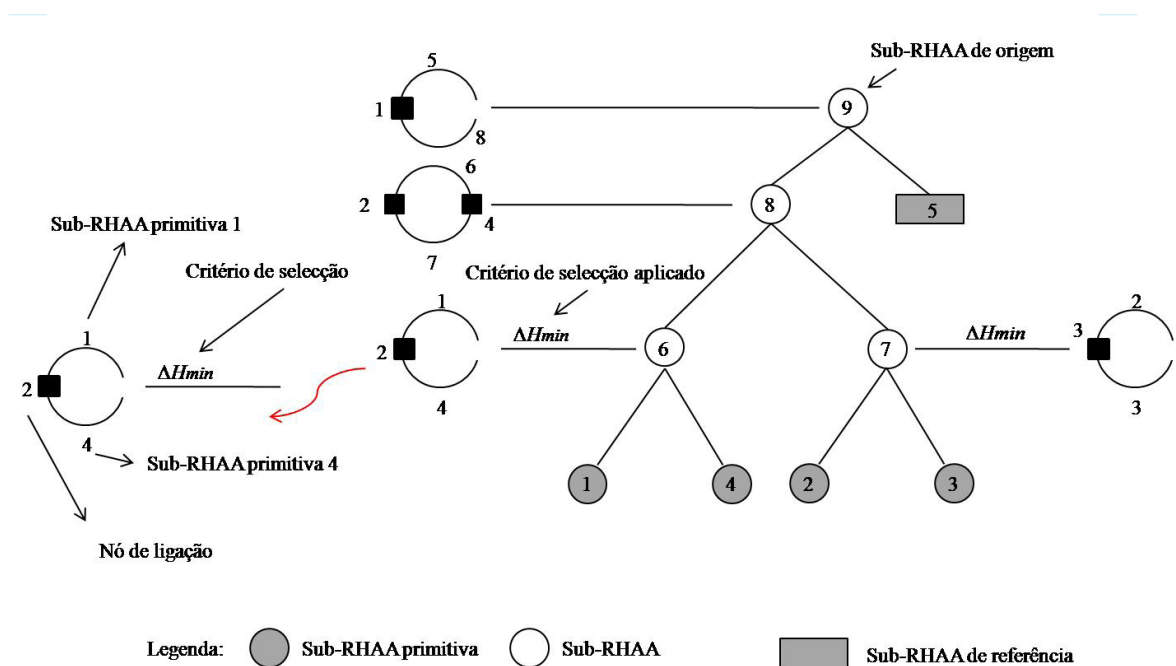 Sub-RHAA de origem
5
1
8
9
6
2
4
7
8
5
Sub-RHAA primitiva 1
Critério de selecção
Critério de selecção aplicado
1
2
4
ΔHmin
6
7
ΔHmin
2
3
3
1
2
4
ΔHmin
Sub-RHAA primitiva 4
1
4
2
3
Nó de ligação
Legenda: Sub-RHAA primitiva Sub-RHAA Sub-RHAA de referência